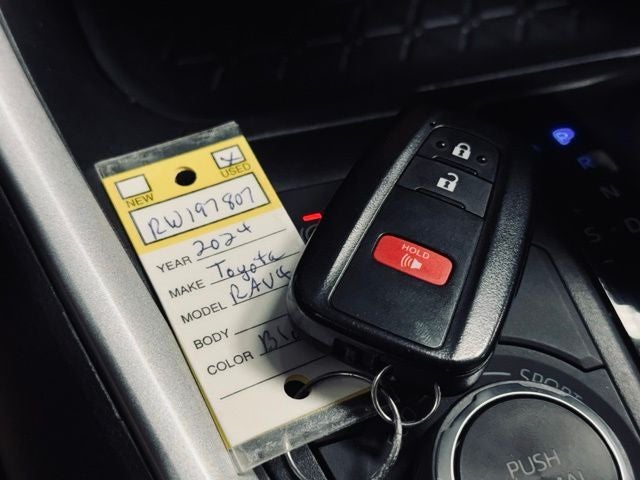 NEW
USED
RW197807
YEAR 2024
MAKE Toyota
MODEL RAV4
BODY
COLOR
HOLD
P
R
N
S D
SPORT
PUSH